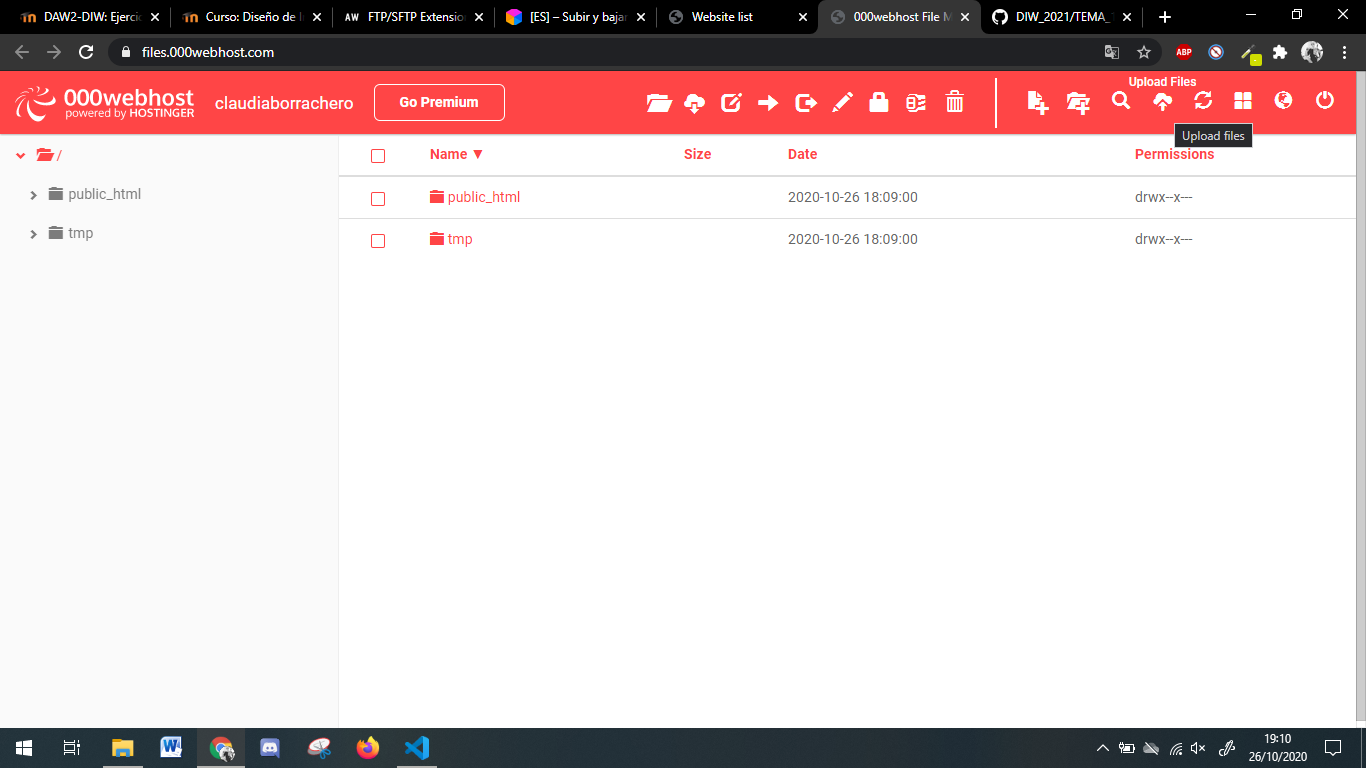 DAW2-DIW: Ejercic
Curso: Diseño de I
AW FTP/SFTP Extensio
[ES] – Subir y bajar
Website list
000webhost File M
DIW_2021/TEMA_
files.000webhost.com
ABP
000webhost
powered by HOSTINGER
claudiaborrachero
Go Premium
Upload Files
Upload files
/
public_html
tmp
Name ▼ Size Date Permissions
public_html 2020-10-26 18:09:00 drwx--x---
tmp 2020-10-26 18:09:00 drwx--x---
19:10
26/10/2020